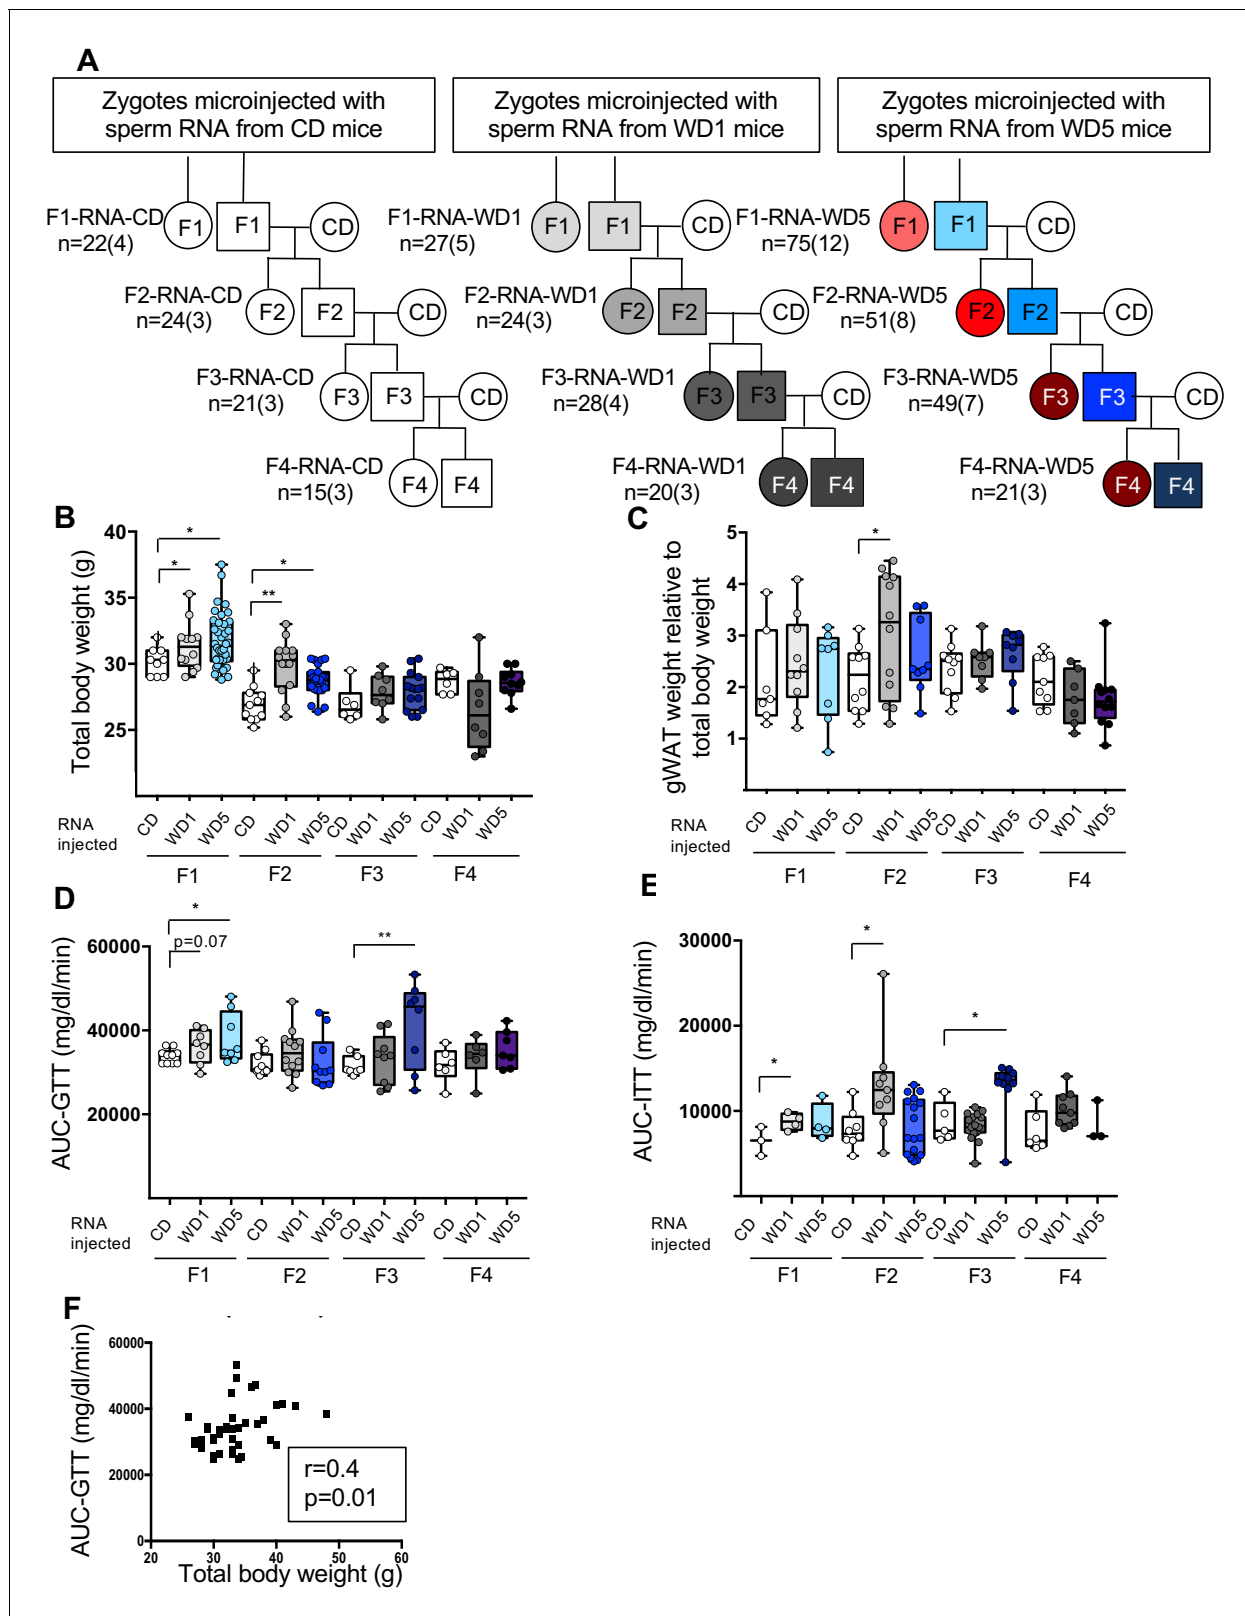 A
Zygotes microinjected with
sperm RNA from CD mice
Zygotes microinjected with
sperm RNA from WD1 mice
Zygotes microinjected with
sperm RNA from WD5 mice
F1-RNA-CD
n=22(4)
F1
F1
CD
F1-RNA-WD1
n=27(5)
F1
F1
CD
F1-RNA-WD5
n=75(12)
F1
F1
CD
F2-RNA-CD
n=24(3)
F2
F2
CD
F2-RNA-WD1
n=24(3)
F2
F2
CD
F2-RNA-WD5
n=51(8)
F2
F2
CD
F3-RNA-CD
n=21(3)
F3
F3
CD
F3-RNA-WD1
n=28(4)
F3
F3
CD
F3-RNA-WD5
n=49(7)
F3
F3
CD
F4-RNA-CD
n=15(3)
F4
F4
F4-RNA-WD1
n=20(3)
F4
F4
F4-RNA-WD5
n=21(3)
F4
F4
B
Total body weight (g)
40
35
30
25
* * * **
RNA
injected
CD WD1 WD5 CD WD1 WD5 CD WD1 WD5 CD WD1 WD5
F1 F2 F3 F4
C
gWAT weight relative to
total body weight
5
4
3
2
1
*
RNA
injected
CD WD1 WD5 CD WD1 WD5 CD WD1 WD5 CD WD1 WD5
F1 F2 F3 F4
D
AUC-GTT (mg/dl/min)
60000
40000
20000
*
p=0.07
**
RNA
injected
CD WD1 WD5 CD WD1 WD5 CD WD1 WD5 CD WD1 WD5
F1 F2 F3 F4
E
AUC-ITT (mg/dl/min)
30000
20000
10000
0
* * *
RNA
injected
CD WD1 WD5 CD WD1 WD5 CD WD1 WD5 CD WD1 WD5
F1 F2 F3 F4
F
AUC-GTT (mg/dl/min)
60000
40000
20000
0
r=0.4
p=0.01
20 30 40 50 60
Total body weight (g)